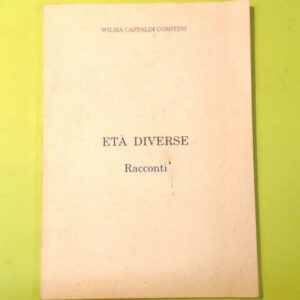 WILMA CASTALDI COMITINI
ETÀ DIVERSE
Racconti